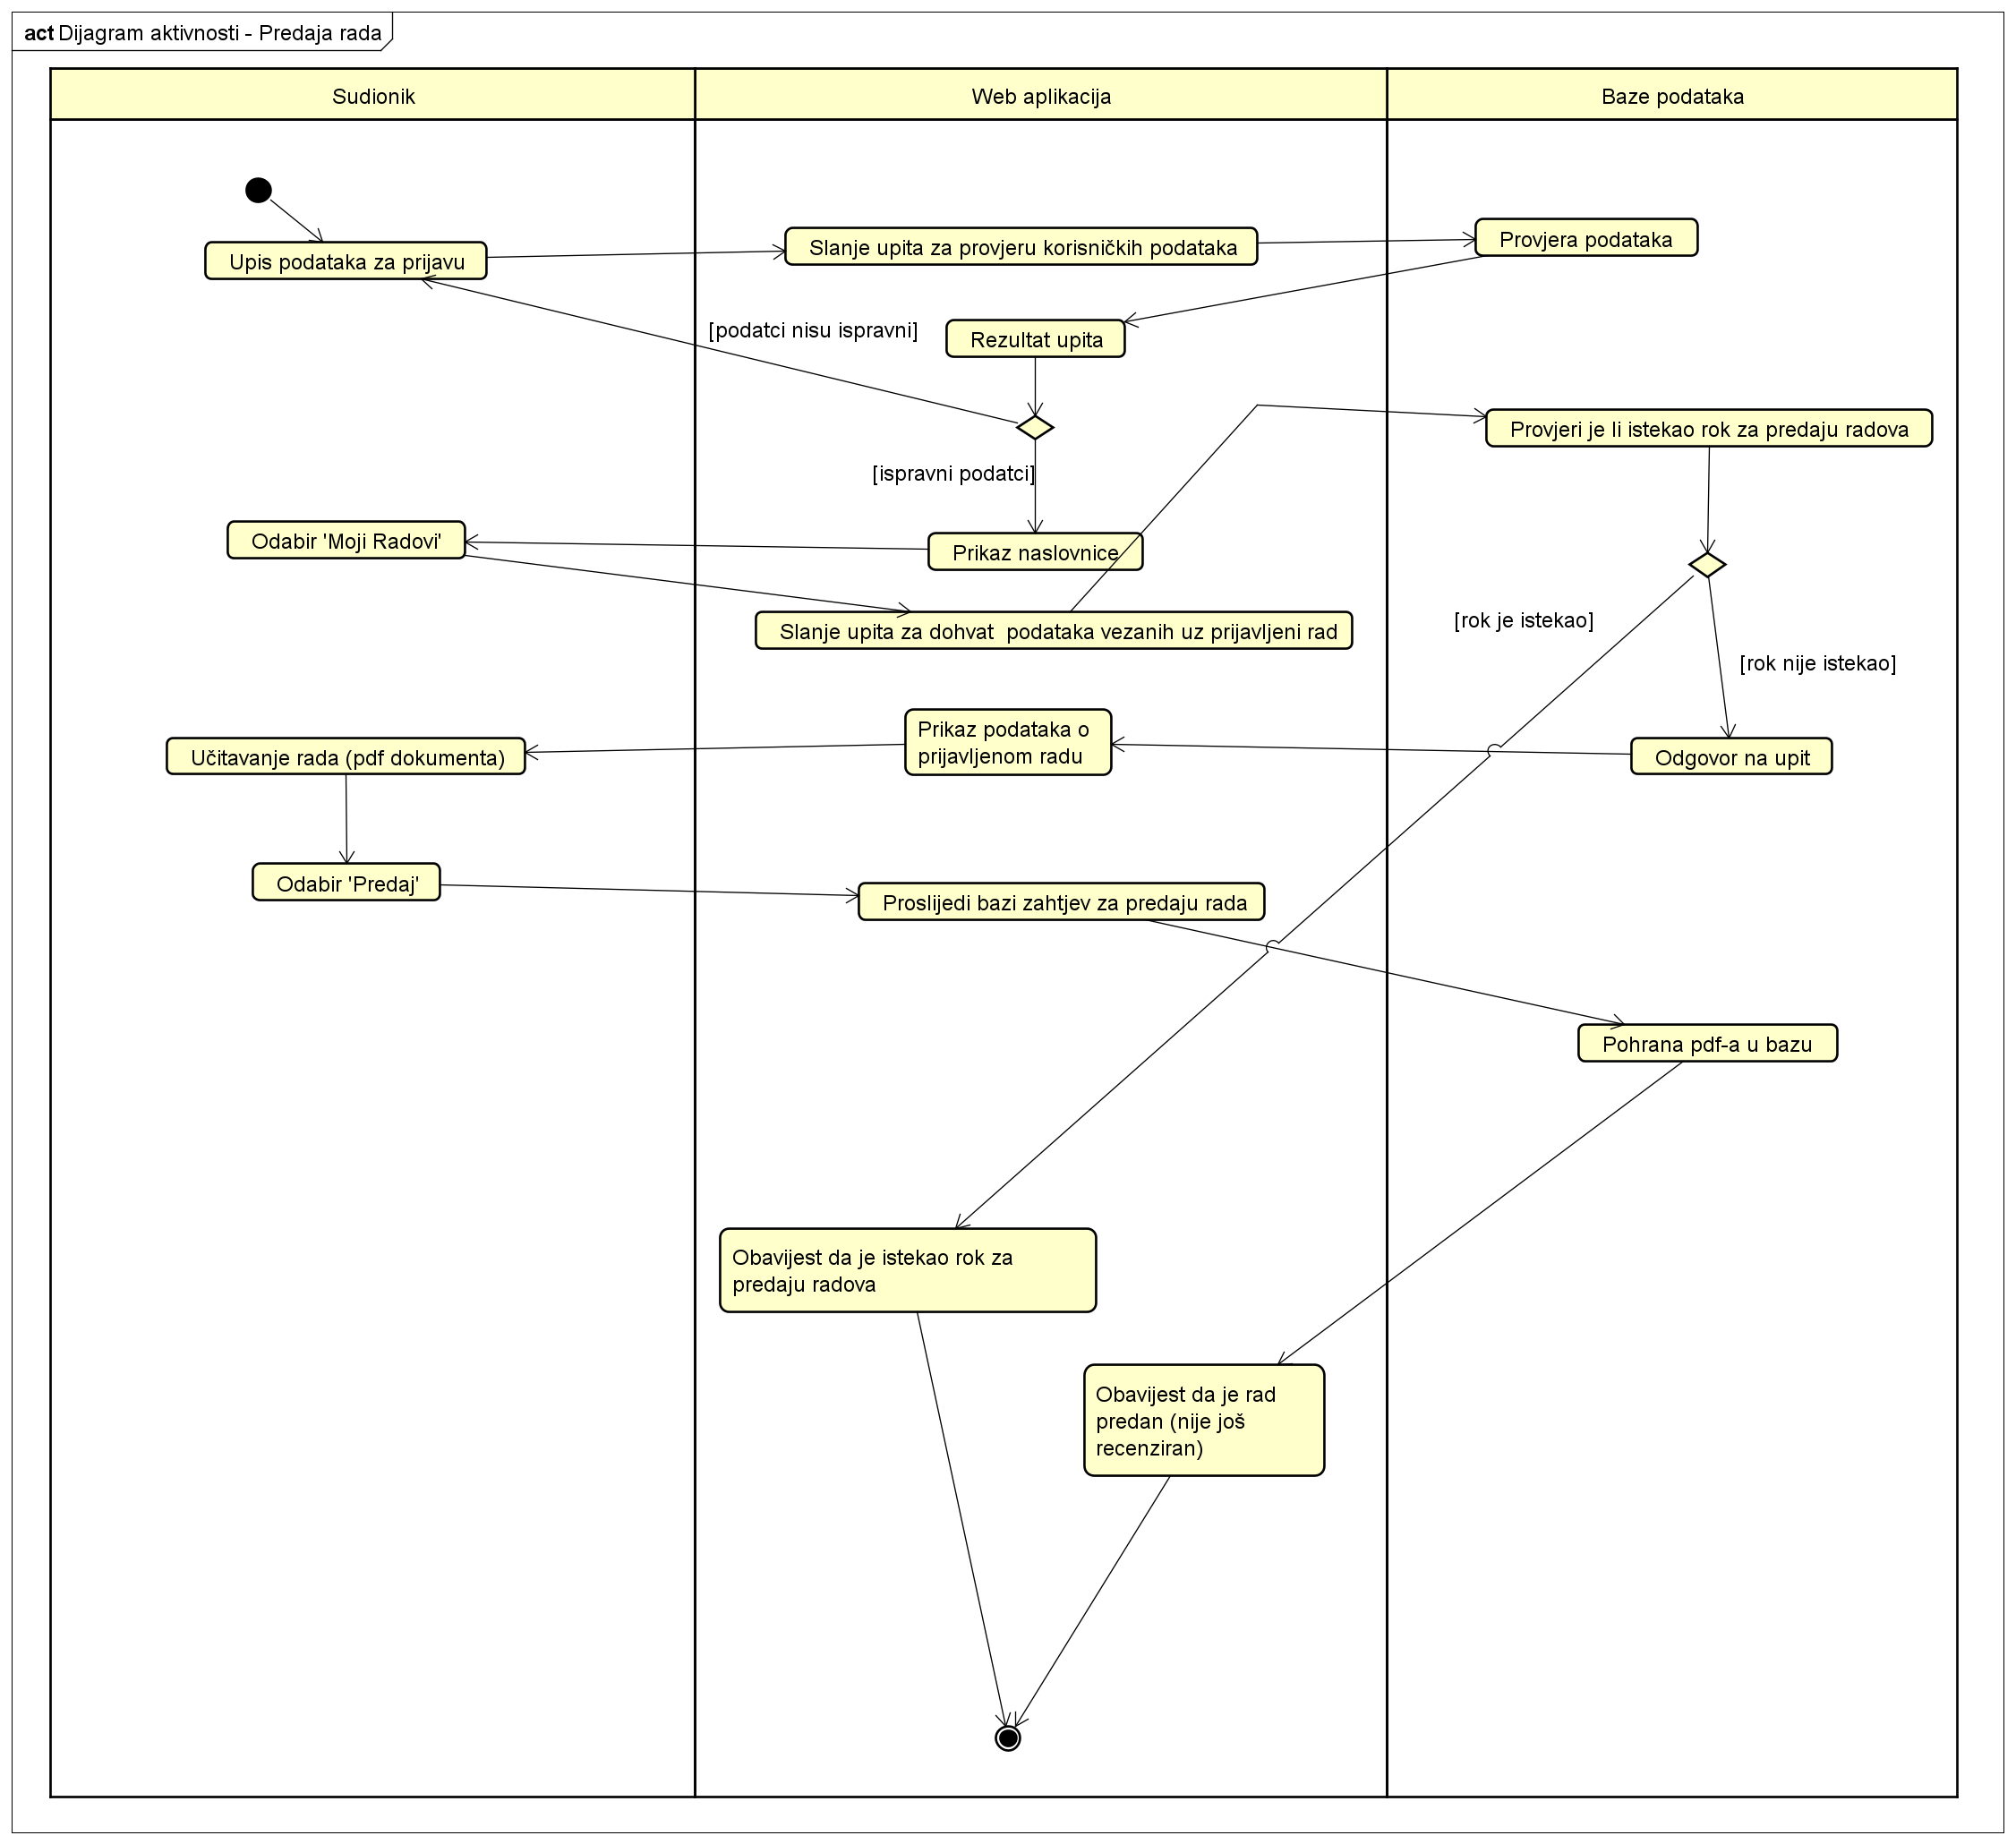 act Dijagram aktivnosti - Predaja rada
Sudionik
Web aplikacija
Baze podataka
Upis podataka za prijavu
Slanje upita za provjeru korisničkih podataka
Provjera podataka
[podatci nisu ispravni]
Rezultat upita
Provjeri je li istekao rok za predaju radova
[ispravni podatci]
Odabir 'Moji Radovi'
Prikaz naslovnice
Slanje upita za dohvat  podataka vezanih uz prijavljeni rad
[rok je istekao]
[rok nije istekao]
Učitavanje rada (pdf dokumenta)
Prikaz podataka o
prijavljenom radu
Odgovor na upit
Odabir 'Predaj'
Proslijedi bazi zahtjev za predaju rada
Pohrana pdf-a u bazu
Obavijest da je istekao rok za
predaju radova
Obavijest da je rad
predan (nije još
recenziran)